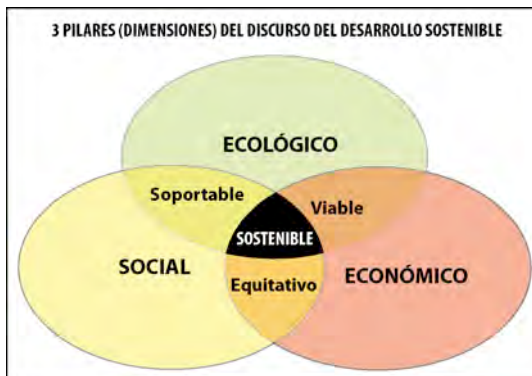 3 PILARES (DIMENSIONES) DEL DISCURSO DEL DESARROLLO SOSTENIBLE
ECOLÓGICO
Soportable
Viable
SOSTENIBLE
SOCIAL
ECONÓMICO
Equitativo